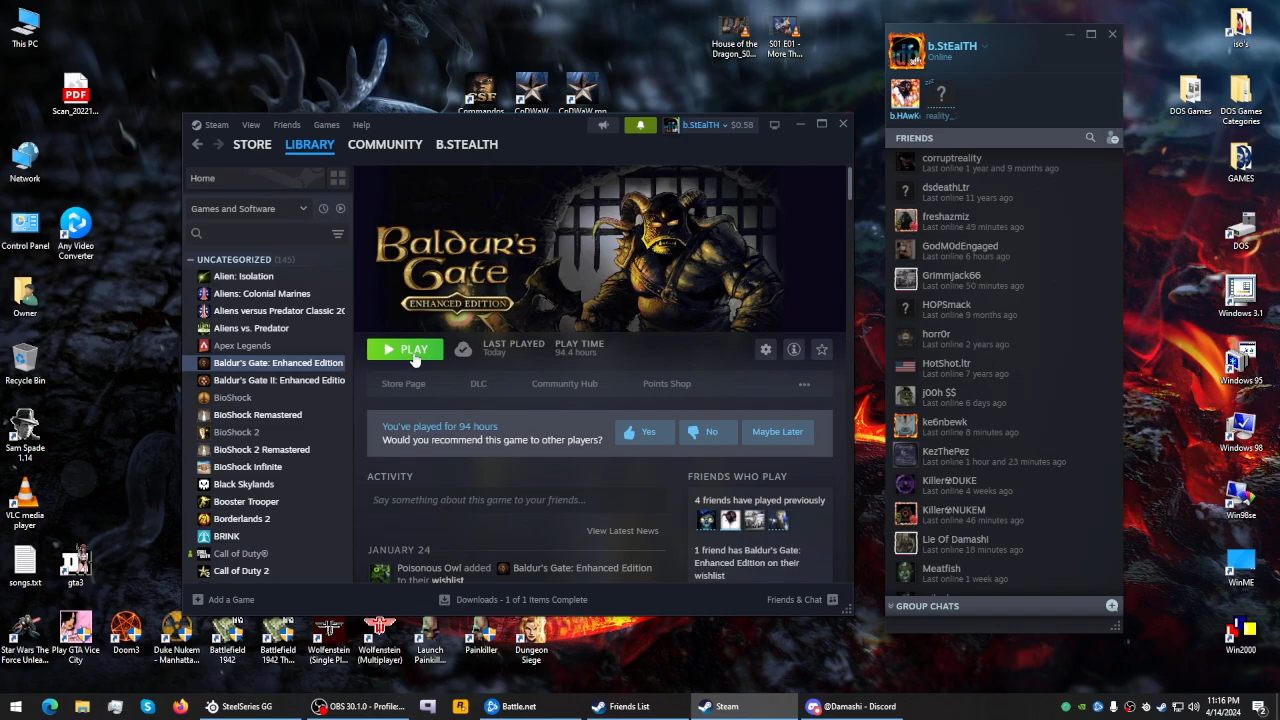 This PC
PDF
Scan_20221...
Network
Control Panel
Any Video
Converter
Owner
Recycle Bin
Sam Rewritten
VLC media
player
songs.txt
gta3
House of the
Dragon_S0...
S01 E01 -
More Th...
Commandos
CoDWaW
CoDWaW mp
Steam
View
Friends
Games
Help
b.StEalTH
$0.58
STORE
LIBRARY
COMMUNITY
B.STEALTH
Home
Games and Software
UNCATEGORIZED (145)
Alien: Isolation
Aliens: Colonial Marines
Aliens versus Predator Classic 20
Aliens vs. Predator
Apex Legends
Baldur's Gate: Enhanced Edition
Baldur's Gate II: Enhanced Editio
BioShock
BioShock Remastered
BioShock 2
BioShock 2 Remastered
BioShock Infinite
Black Skylands
Booster Trooper
Borderlands 2
BRINK
Call of Duty®
Call of Duty 2
Baldur's
Gate
ENHANCED EDITION
PLAY
LAST PLAYED
Today
PLAY TIME
94.4 hours
Store Page
DLC
Community Hub
Points Shop
You've played for 94 hours
Would you recommend this game to other players?
Yes
No
Maybe Later
ACTIVITY
Say something about this game to your friends...
View Latest News
JANUARY 24
Poisonous Owl added Baldur's Gate: Enhanced Edition
to their wishlist
FRIENDS WHO PLAY
4 friends have played previously
1 friend has Baldur's Gate:
Enhanced Edition on their
wishlist
Add a Game
Downloads - 1 of 1 Items Complete
Friends & Chat
b.StEalTH
Online
b.HAwK
reality_
FRIENDS
corruptreality
Last online 1 year and 9 months ago
dsdeathLtr
Last online 11 years ago
freshazmiz
Last online 49 minutes ago
GodM0dEngaged
Last online 6 hours ago
Grimmjack66
Last online 50 minutes ago
HOPSmack
Last online 9 months ago
horr0r
Last online 2 years ago
HotShot.ltr
Last online 7 years ago
j00h $$
Last online 6 days ago
ke6nbewk
Last online 8 minutes ago
KezThePez
Last online 1 hour and 23 minutes ago
Killer☢DUKE
Last online 4 weeks ago
Killer☢NUKEM
Last online 46 minutes ago
Lie Of Damashi
Last online 18 minutes ago
Meatfish
Last online 1 week ago
GROUP CHATS
iso's
DOS Games
DOS Games
Categories
GAMES
DOS
Windows 3.1
Windows 95
Windows 98
Win98se
WinME
Win2000
Star Wars The
Force Unlea...
Play GTA Vice
City
Doom3
Duke Nukem
- Manhatta...
Battlefield
1942
Battlefield
1942 ...
Wolfenstein
(Single P...
Wolfenstein
(Multiplayer)
Launch
Painkill...
Painkiller
Dungeon
Siege
SteelSeries GG
OBS 30.1.0 - Profile...
Battle.net
Friends List
Steam
@Damashi - Discord
11:16 PM
4/14/2024